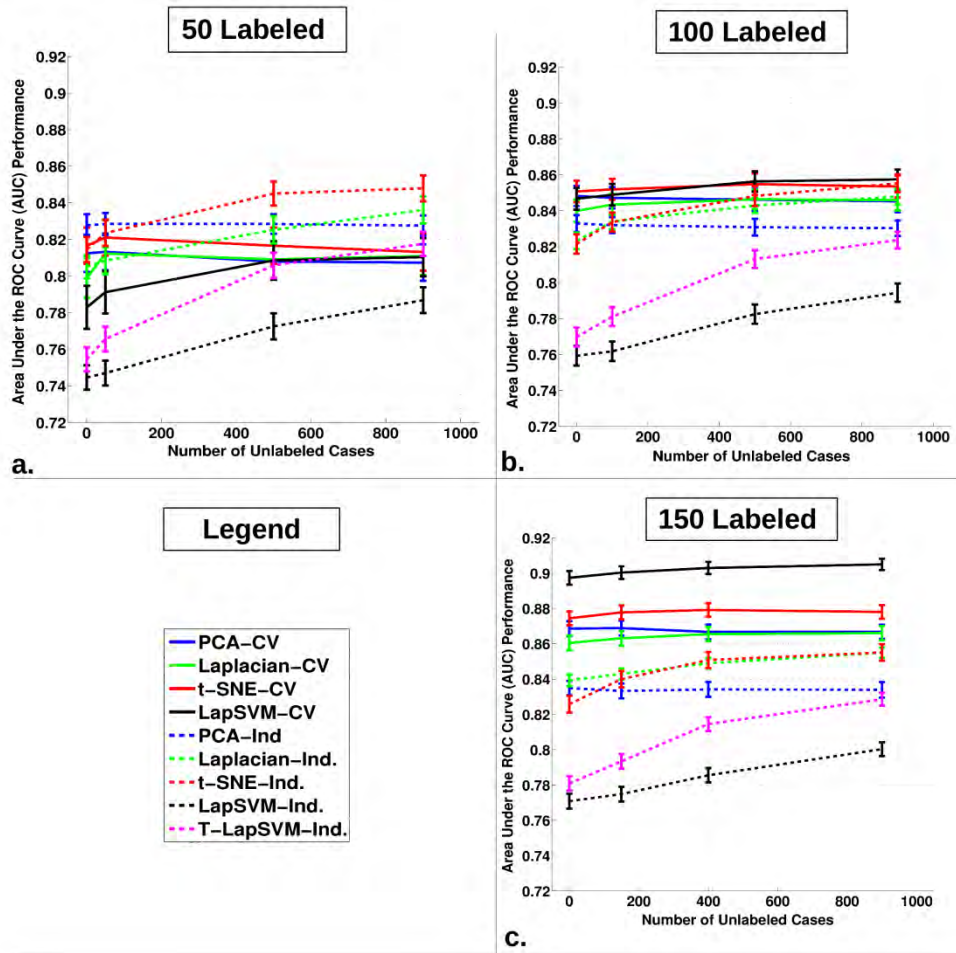 50 Labeled
Area Under the ROC Curve (AUC) Performance
0.92
0.9
0.88
0.86
0.84
0.82
0.8
0.78
0.76
0.74
0.72
0 200 400 600 800 1000
Number of Unlabeled Cases
a.
100 Labeled
Area Under the ROC Curve (AUC) Performance
0.92
0.9
0.88
0.86
0.84
0.82
0.8
0.78
0.76
0.74
0.72
0 200 400 600 800 1000
Number of Unlabeled Cases
b.
Legend
PCA-CV
Laplacian-CV
t-SNE-CV
LapSVM-CV
PCA-Ind
Laplacian-Ind.
t-SNE-Ind.
LapSVM-Ind.
T-LapSVM-Ind.
150 Labeled
Area Under the ROC Curve (AUC) Performance
0.92
0.9
0.88
0.86
0.84
0.82
0.8
0.78
0.76
0.74
0.72
0 200 400 600 800 1000
Number of Unlabeled Cases
c.